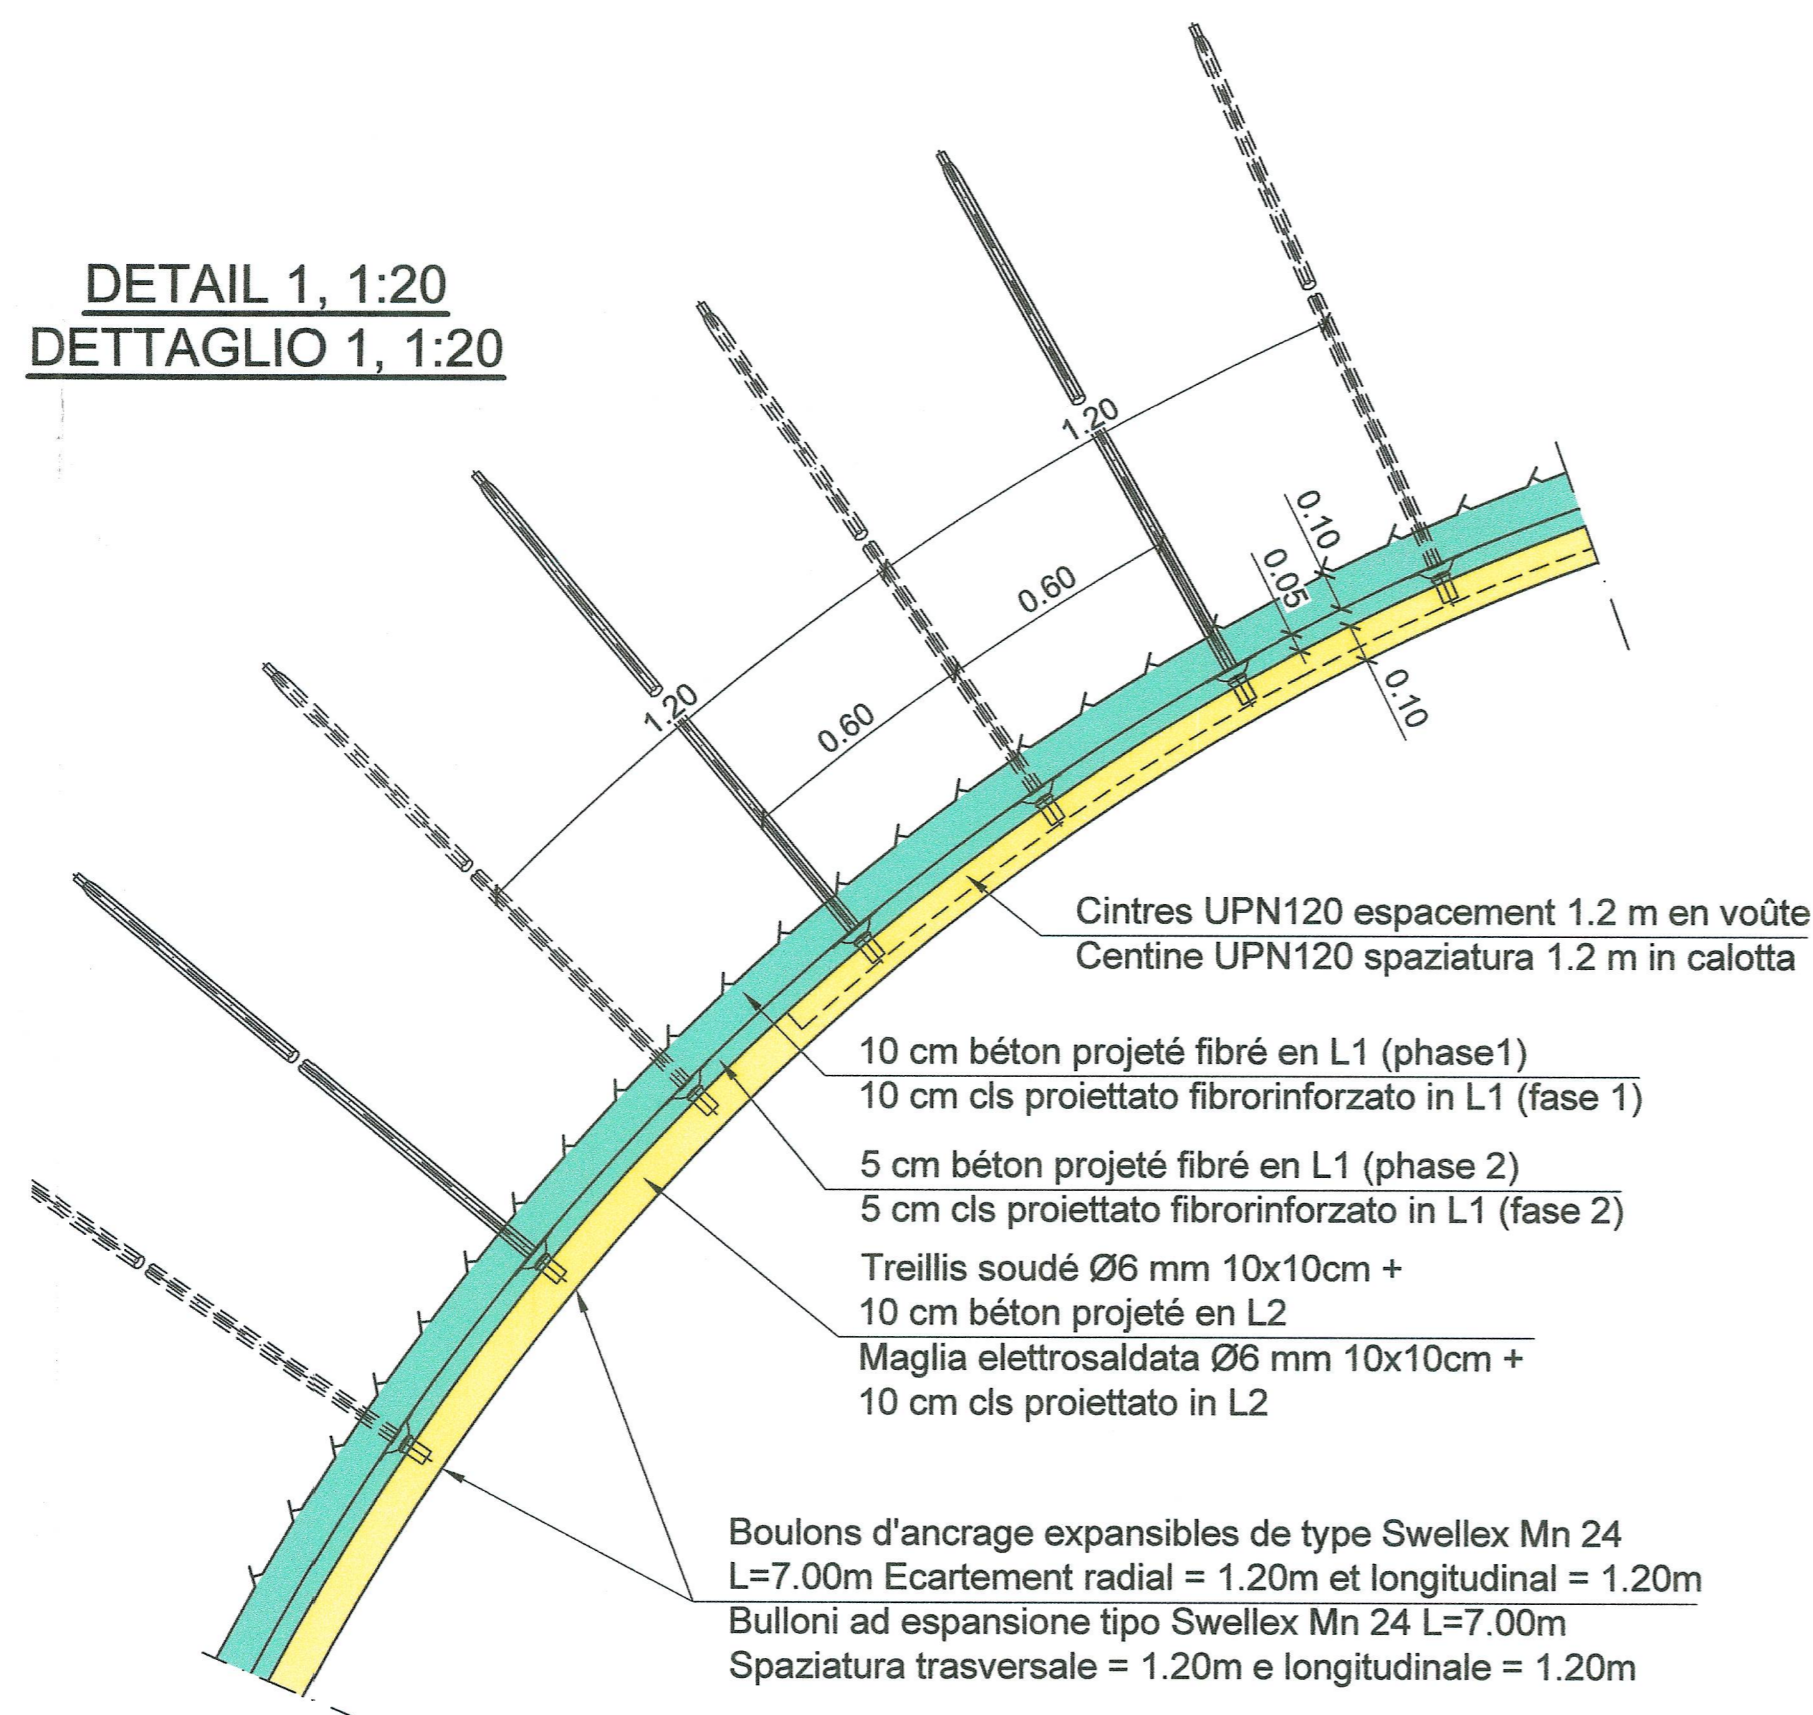 DETAIL 1, 1:20
DETTAGLIO 1, 1:20
1.20
0.10
0.05
0.60
1.20
0.60
0.10
Cintres UPN120 espacement 1.2 m en voûte
Centine UPN120 spaziatura 1.2 m in calotta
10 cm béton projeté fibré en L1 (phase1)
10 cm cls proiettato fibrorinforzato in L1 (fase 1)
5 cm béton projeté fibré en L1 (phase 2)
5 cm cls proiettato fibrorinforzato in L1 (fase 2)
Treillis soudé Ø6 mm 10x10cm +
10 cm béton projeté en L2
Maglia elettrosaldata Ø6 mm 10x10cm +
10 cm cls proiettato in L2
Boulons d'ancrage expansibles de type Swellex Mn 24
L=7.00m Ecartement radial = 1.20m et longitudinal = 1.20m
Bulloni ad espansione tipo Swellex Mn 24 L=7.00m
Spaziatura trasversale = 1.20m e longitudinale = 1.20m